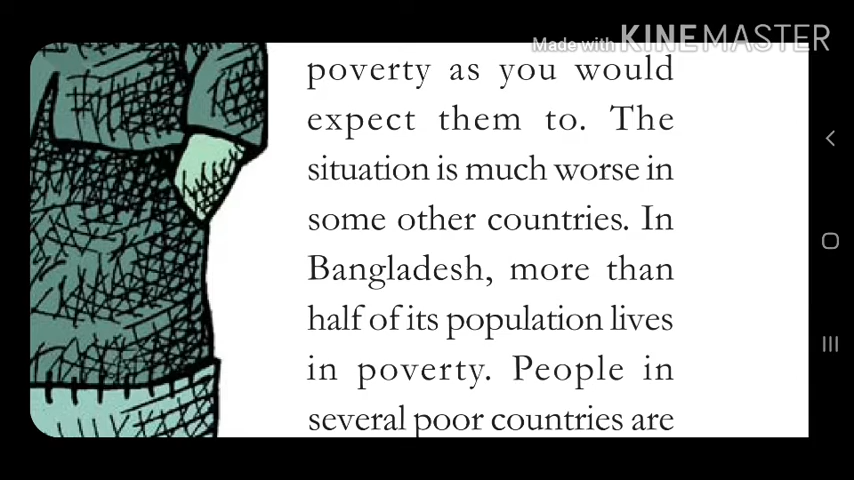 Made with KINEMASTER
poverty as you would
expect them to. The
situation is much worse in
some other countries. In
Bangladesh, more than
half of its population lives
in poverty. People in
several poor countries are